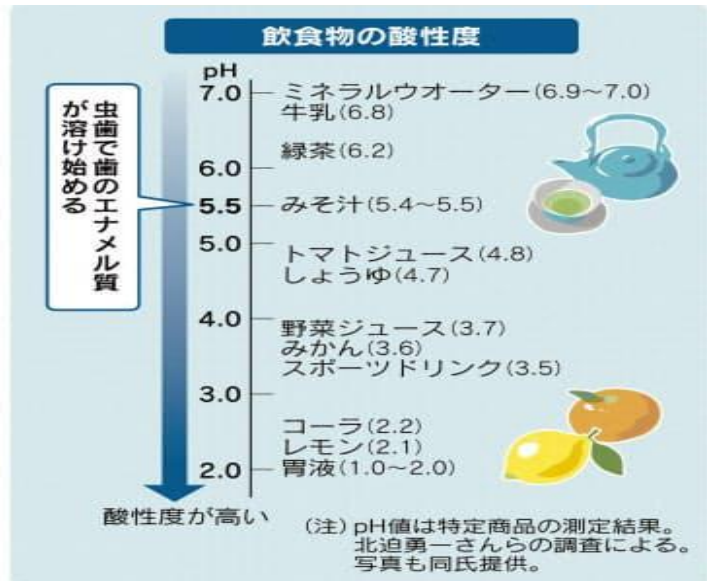 飲食物の酸性度
pH
虫歯で歯のエナメル質
が溶け始める
7.0
ミネラルウオーター(6.9～7.0)
牛乳(6.8)
緑茶(6.2)
6.0
5.5
みそ汁(5.4～5.5)
5.0
トマトジュース(4.8)
しょうゆ(4.7)
4.0
野菜ジュース(3.7)
みかん(3.6)
スポーツドリンク(3.5)
3.0
コーラ(2.2)
レモン(2.1)
2.0
胃液(1.0～2.0)
酸性度が高い
(注)pH値は特定商品の測定結果。
北迫勇一さんらの調査による。
写真も同氏提供。